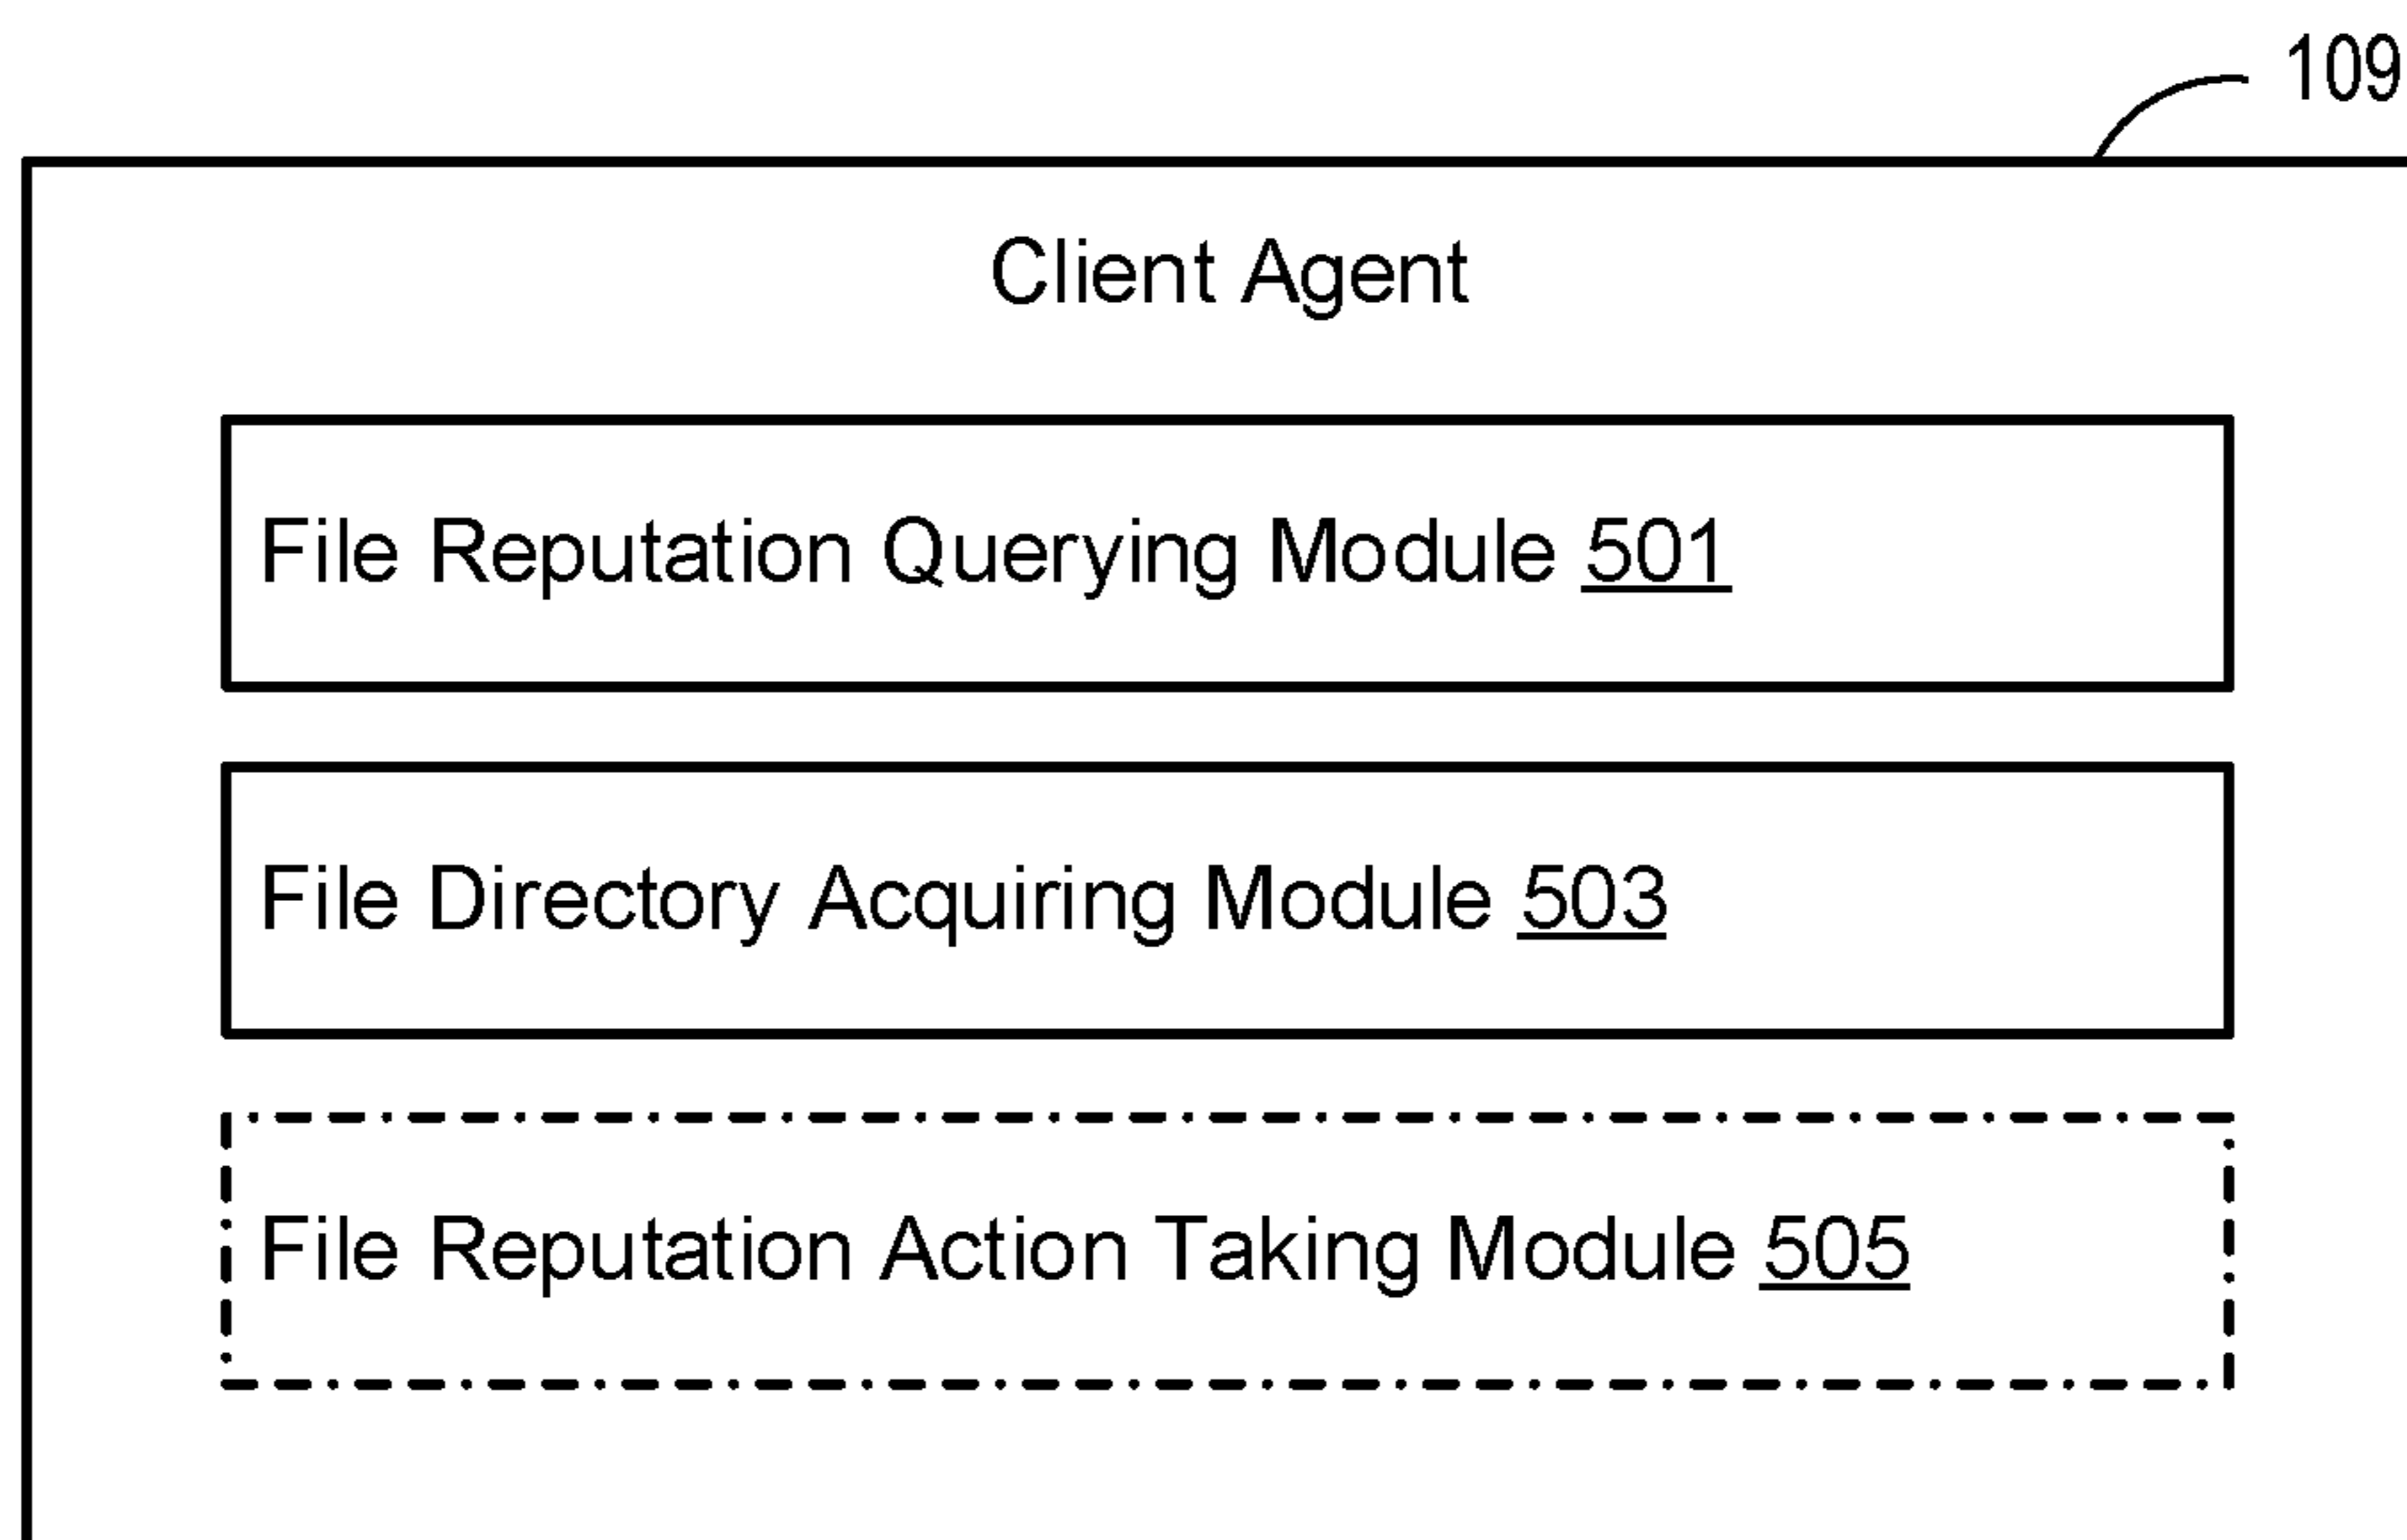 109
Client Agent
File Reputation Querying Module 501
File Directory Acquiring Module 503
File Reputation Action Taking Module 505